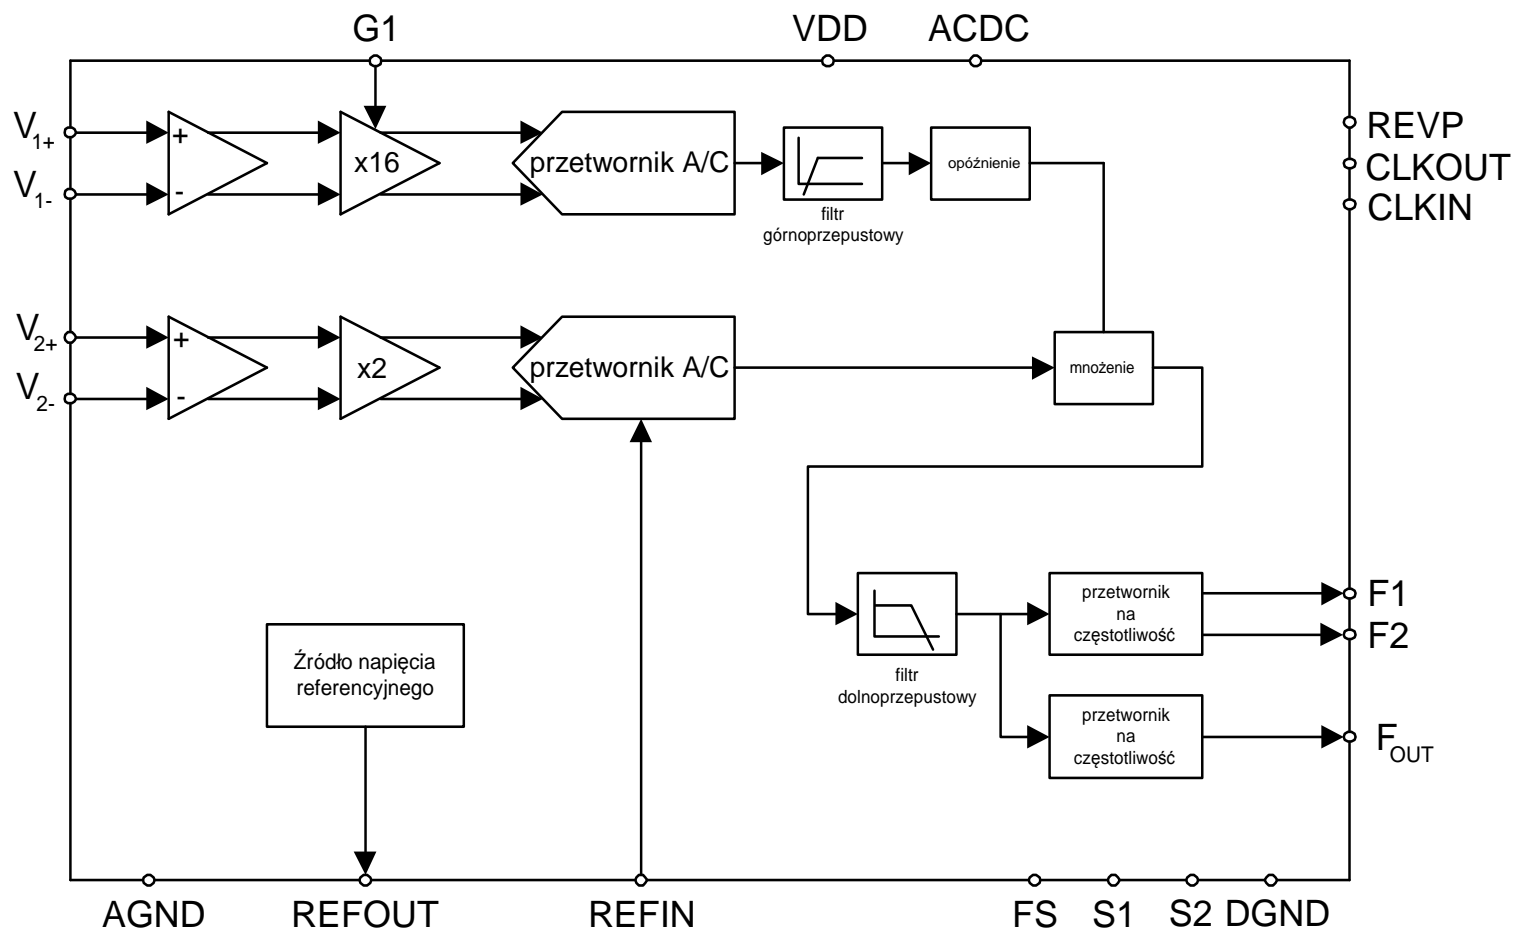 G1
VDD
ACDC
V1+
+
x16
przetwornik A/C
V1-
-
opóźnienie
filtr
górnoprzepustowy
REVP
CLKOUT
CLKIN
V2+
+
x2
przetwornik A/C
V2-
-
mnożenie
filtr
dolnoprzepustowy
przetwornik
na
częstotliwość
F1
F2
przetwornik
na
częstotliwość
FOUT
Źródło napięcia
referencyjnego
AGND
REFOUT
REFIN
FS
S1
S2
DGND